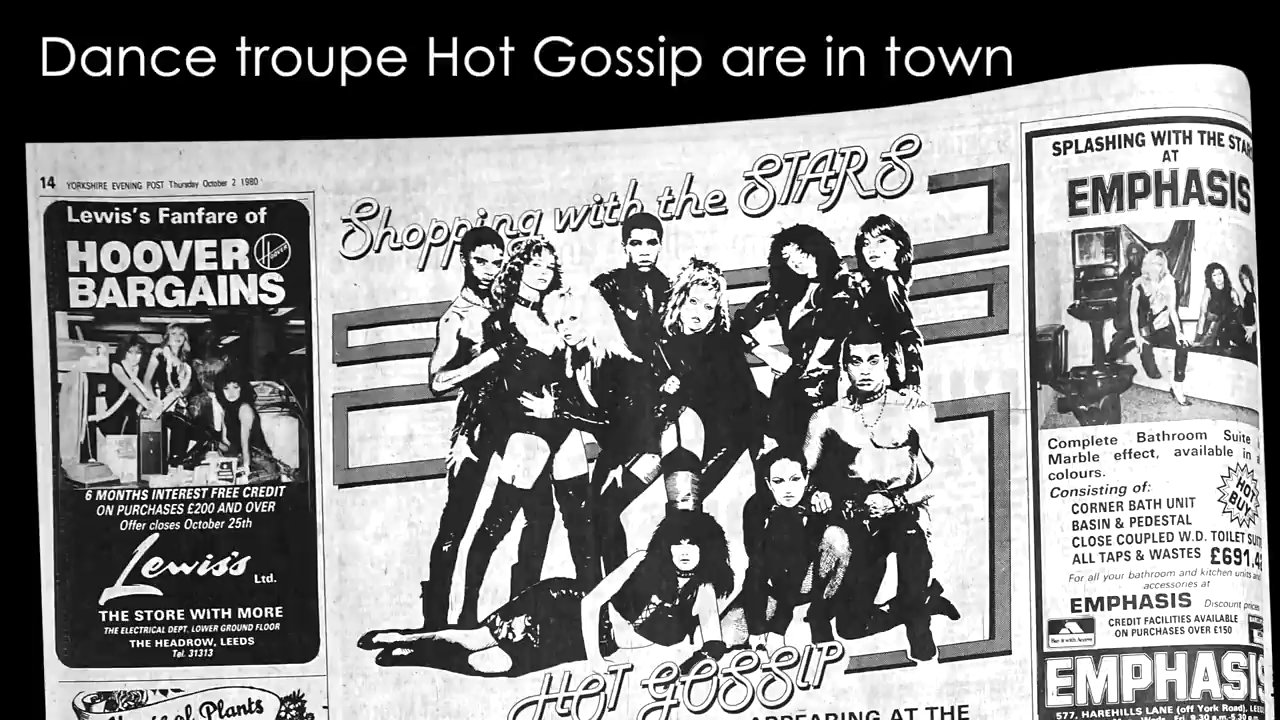 Dance troupe Hot Gossip are in town
14 YORKSHIRE EVENING POST Thursday October 2 1980
Lewis's Fanfare of
HOOVER
HOOVER
BARGAINS
6 MONTHS INTEREST FREE CREDIT
ON PURCHASES £200 AND OVER
Offer closes October 25th
Lewis's Ltd.
THE STORE WITH MORE
THE ELECTRICAL DEPT. LOWER GROUND FLOOR
THE HEADROW, LEEDS
Tel. 31313
of Plants
Shopping with the STARS
HOT GOSSIP
APPEARING AT THE
SPLASHING WITH THE STARS
AT
EMPHASIS
Complete Bathroom Suite
Marble effect, available in
colours.
Consisting of:
HOT
BUY
CORNER BATH UNIT
BASIN & PEDESTAL
CLOSE COUPLED W.D. TOILET SUITE
ALL TAPS & WASTES £691.4
For all your bathroom and kitchen units and
accessories at
EMPHASIS Discount prices
CREDIT FACILITIES AVAILABLE
ON PURCHASES OVER £150
EMPHASIS
577, HAREHILLS LANE (off York Road),